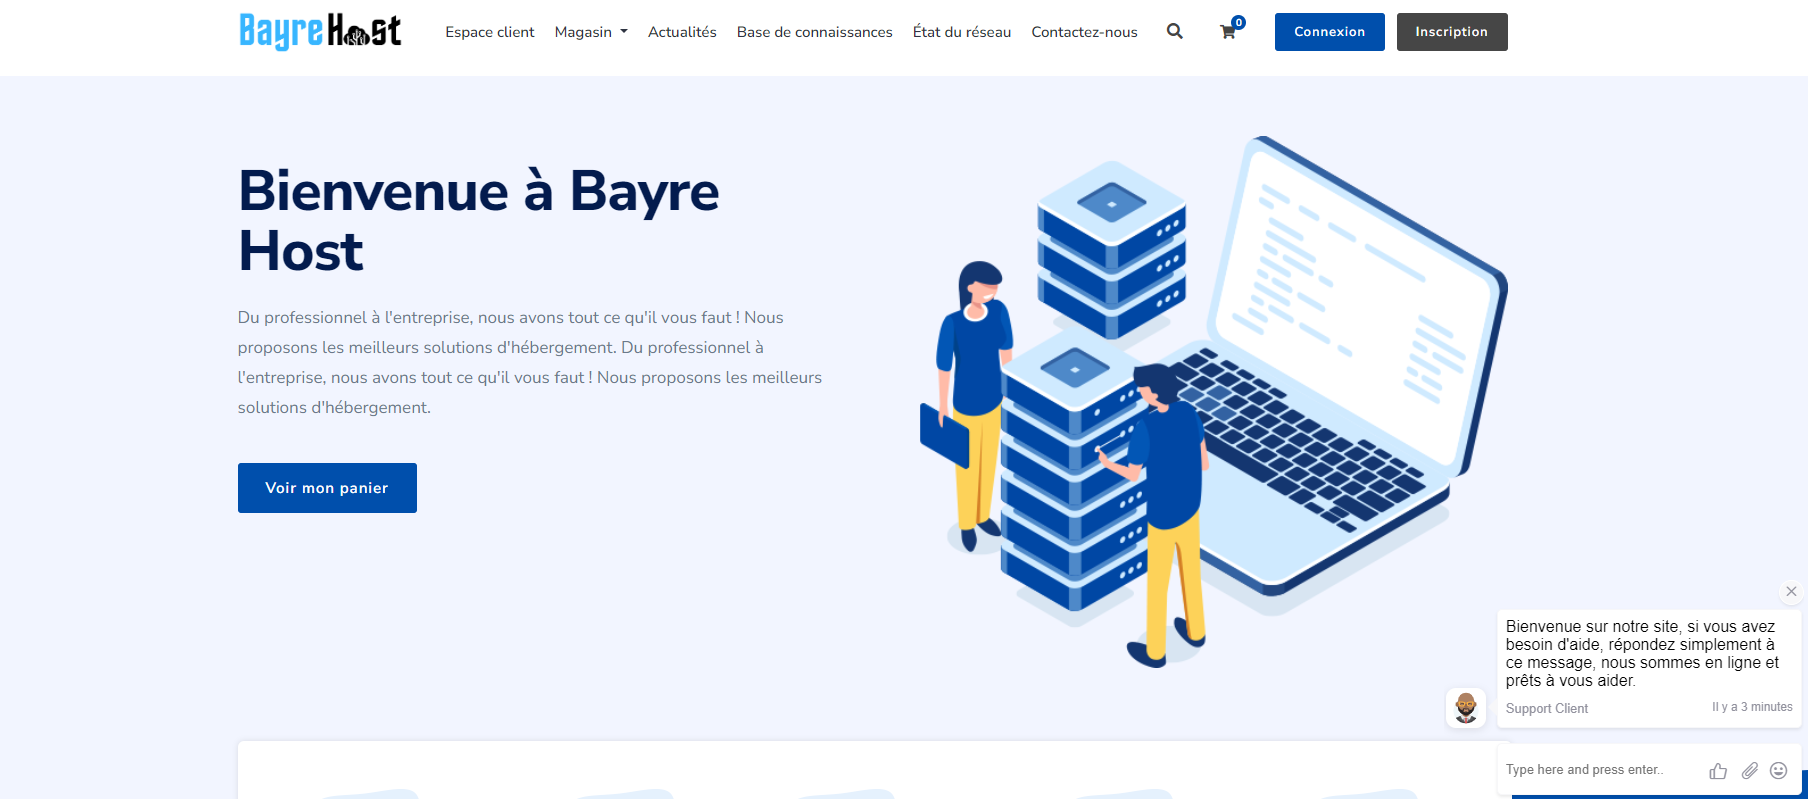 BayreHost
Espace client Magasin Actualités Base de connaissances État du réseau Contactez-nous 0 Connexion Inscription
Bienvenue à Bayre
Host
Du professionnel à l'entreprise, nous avons tout ce qu'il vous faut ! Nous
proposons les meilleurs solutions d'hébergement. Du professionnel à
l'entreprise, nous avons tout ce qu'il vous faut ! Nous proposons les meilleurs
solutions d'hébergement.
Voir mon panier
Bienvenue sur notre site, si vous avez
besoin d'aide, répondez simplement à
ce message, nous sommes en ligne et
prêts à vous aider.
Support Client Il y a 3 minutes
Type here and press enter..